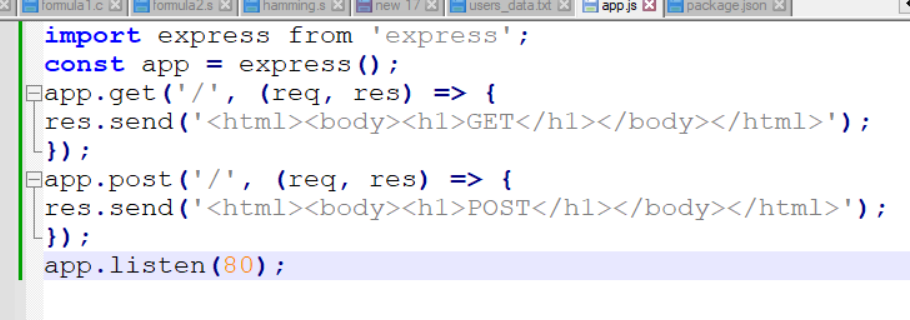 formula1.c formula2.s hamming.s new 17 users_data.txt app.js package.json
import express from 'express';
const app = express();
app.get('/', (req, res) => {
res.send('<html><body><h1>GET</h1></body></html>');
});
app.post('/', (req, res) => {
res.send('<html><body><h1>POST</h1></body></html>');
});
app.listen(80);